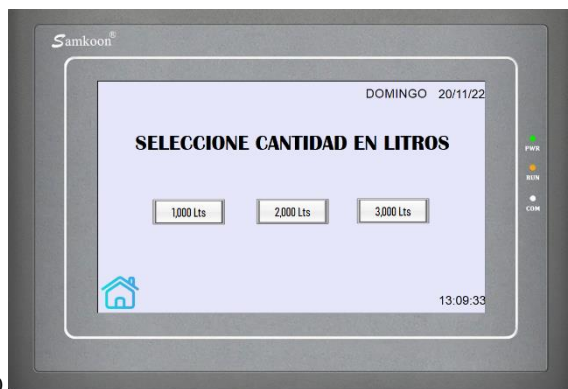 Samkoon®
DOMINGO 20/11/22
SELECCIONE CANTIDAD EN LITROS
PWR
RUN
COM
1,000 Lts
2,000 Lts
3,000 Lts
13:09:33